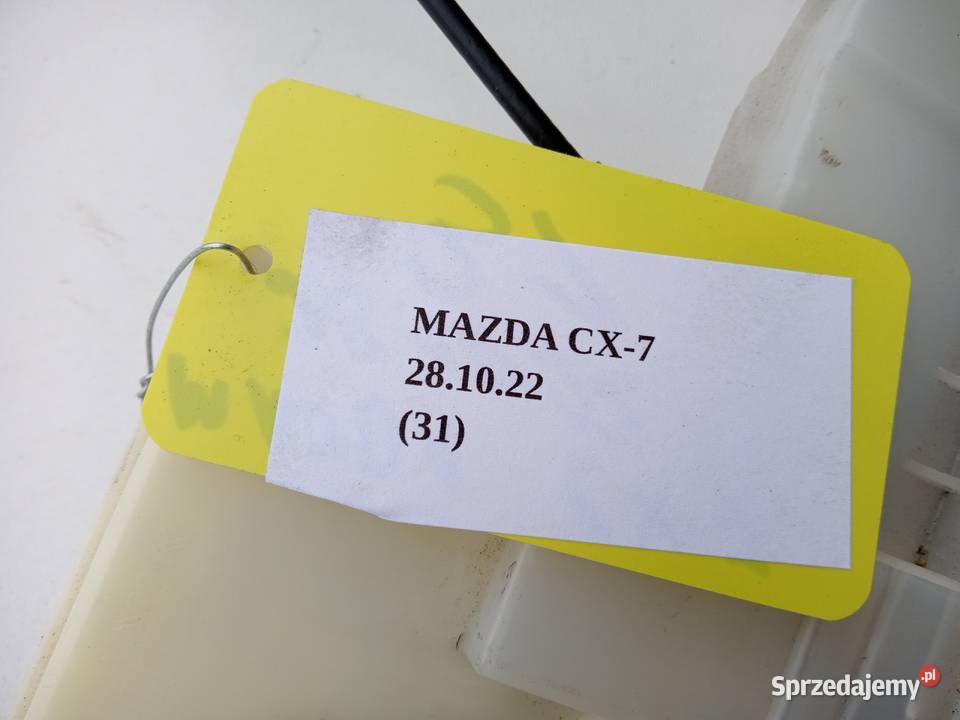 MAZDA CX-7
28.10.22
(31)
Sprzedajemy.pl